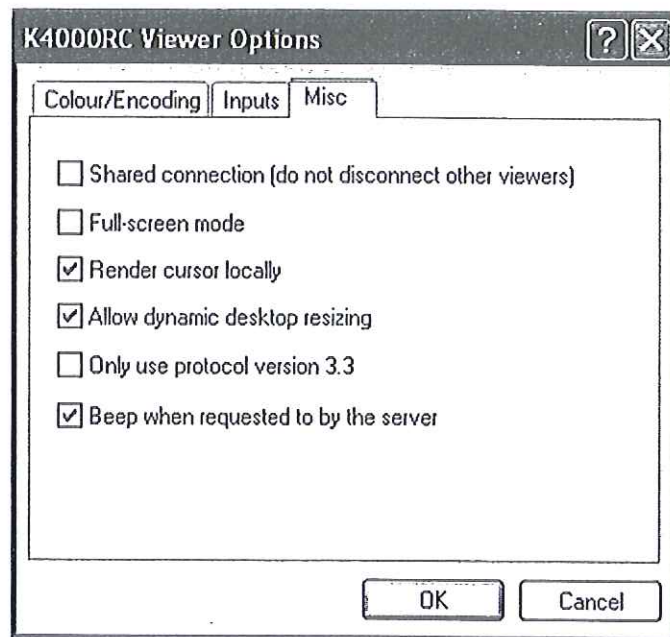 K4000RC Viewer Options
Colour/Encoding Inputs Misc
Shared connection (do not disconnect other viewers)
Full-screen mode
Render cursor locally
Allow dynamic desktop resizing
Only use protocol version 3.3
Beep when requested to by the server
OK Cancel